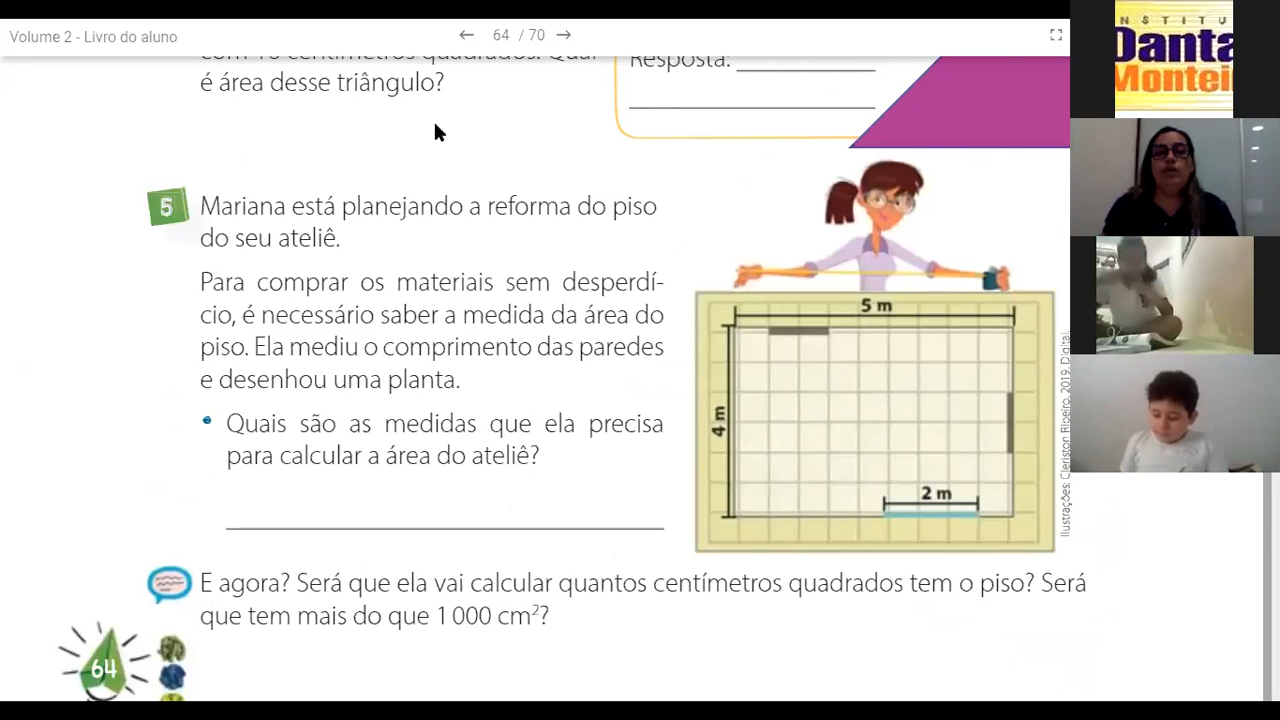 Volume 2 - Livro do aluno
64 / 70
é área desse triângulo?
Resposta:
5
Mariana está planejando a reforma do piso
do seu ateliê.
Para comprar os materiais sem desperdí-
cio, é necessário saber a medida da área do
piso. Ela mediu o comprimento das paredes
e desenhou uma planta.
• Quais são as medidas que ela precisa
para calcular a área do ateliê?
5 m
4 m
2 m
Ilustrações: Cleriston Ribeiro. 2019. Digital.
E agora? Será que ela vai calcular quantos centímetros quadrados tem o piso? Será
que tem mais do que 1 000 cm²?
64
NSTITU
Danta
Montei